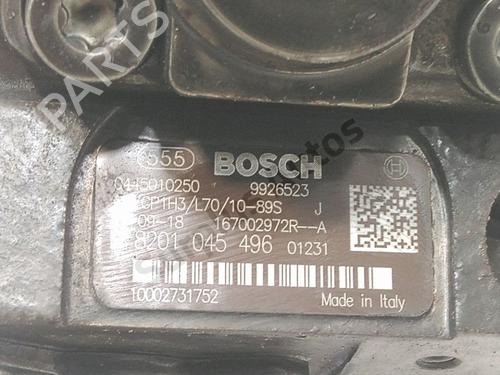 555 BOSCH
0445010250 9926523
CP1H3/L70/10-89S J
09-18 167002972R--A
8201 045 496 01231
10002731752 Made in Italy